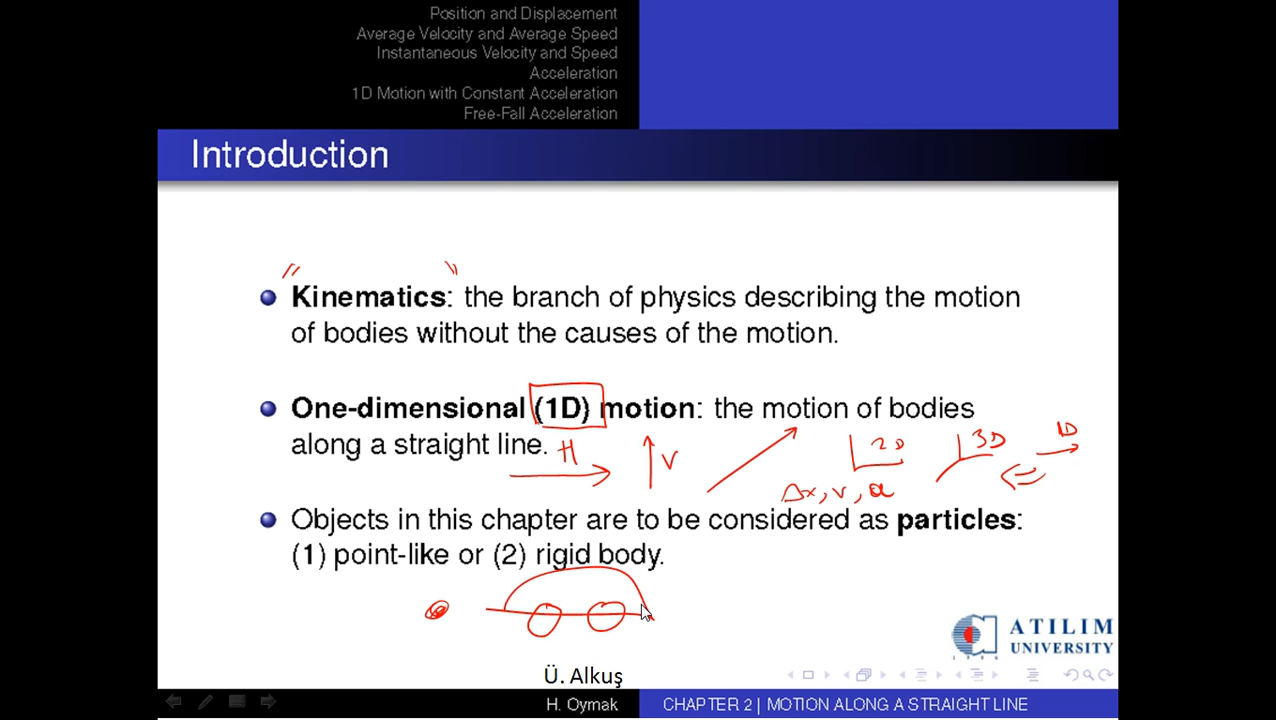 Position and Displacement
Average Velocity and Average Speed
Instantaneous Velocity and Speed
Acceleration
1D Motion with Constant Acceleration
Free-Fall Acceleration
Introduction
" "
Kinematics: the branch of physics describing the motion
of bodies without the causes of the motion.
One-dimensional (1D) motion: the motion of bodies
along a straight line.
H
V
2D
3D
1D
Δx, v, a
Objects in this chapter are to be considered as particles:
(1) point-like or (2) rigid body.
ATILIM
UNIVERSITY
Ü. Alkuş
H. Oymak
CHAPTER 2 | MOTION ALONG A STRAIGHT LINE